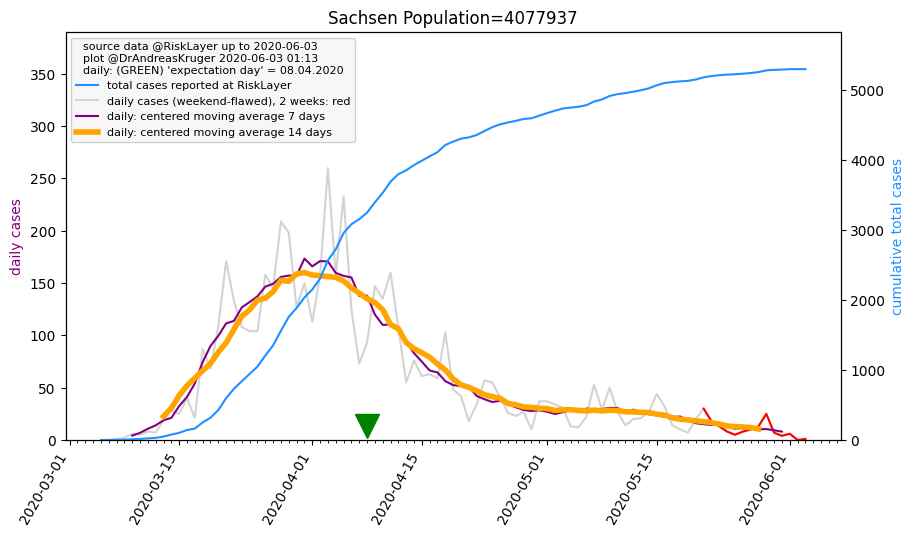 Sachsen Population=4077937
source data @RiskLayer up to 2020-06-03
plot @DrAndreasKruger 2020-06-03 01:13
daily: (GREEN) 'expectation day' = 08.04.2020
total cases reported at RiskLayer
daily cases (weekend-flawed), 2 weeks: red
daily: centered moving average 7 days
daily: centered moving average 14 days
daily cases
350
300
250
200
150
100
50
0
cumulative total cases
5000
4000
3000
2000
1000
0
2020-03-01
2020-03-15
2020-04-01
2020-04-15
2020-05-01
2020-05-15
2020-06-01